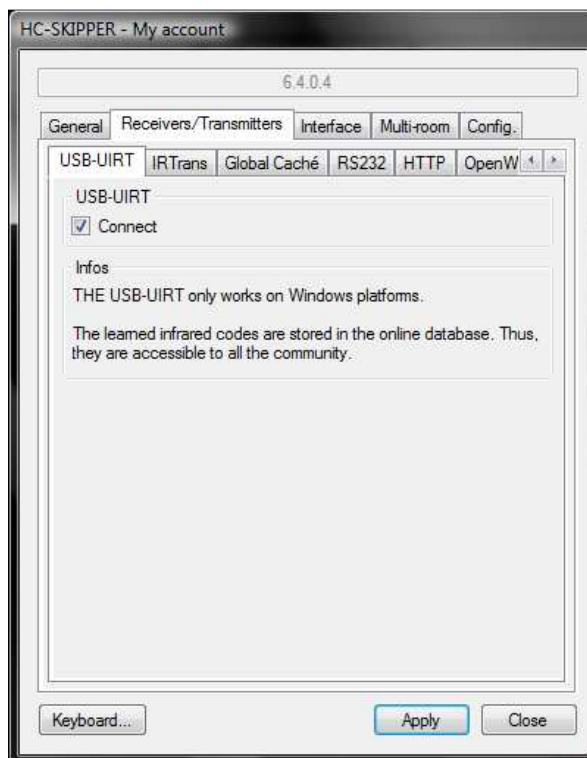 HC-SKIPPER - My account
6.4.0.4
General Receivers/Transmitters Interface Multi-room Config.
USB-UIRT IRTrans Global Caché RS232 HTTP OpenW
USB-UIRT
Connect
Infos
THE USB-UIRT only works on Windows platforms.
The learned infrared codes are stored in the online database. Thus,
they are accessible to all the community.
Keyboard... Apply Close